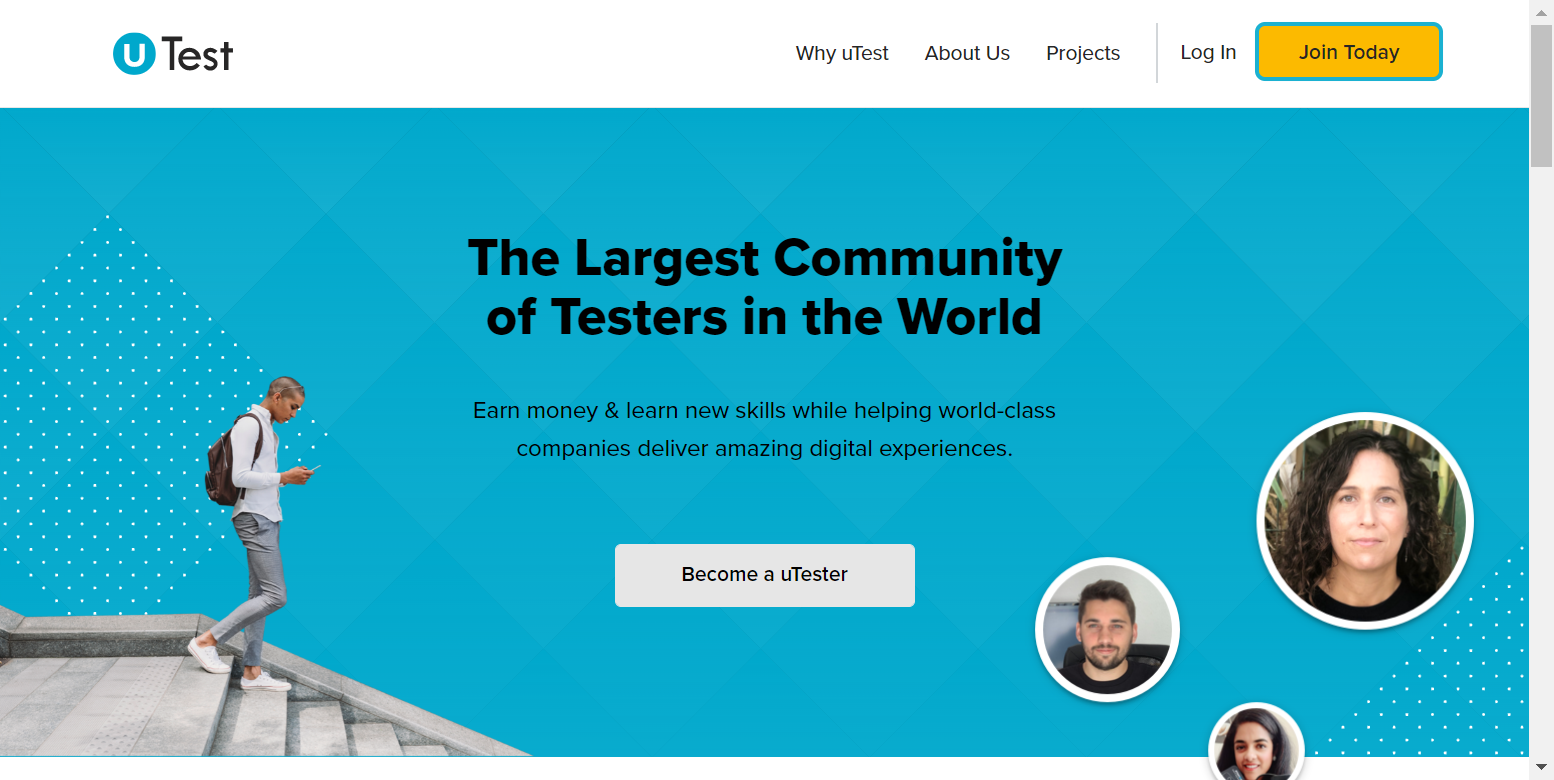 uTest
Why uTest
About Us
Projects
Log In
Join Today
The Largest Community
of Testers in the World
Earn money & learn new skills while helping world-class
companies deliver amazing digital experiences.
Become a uTester